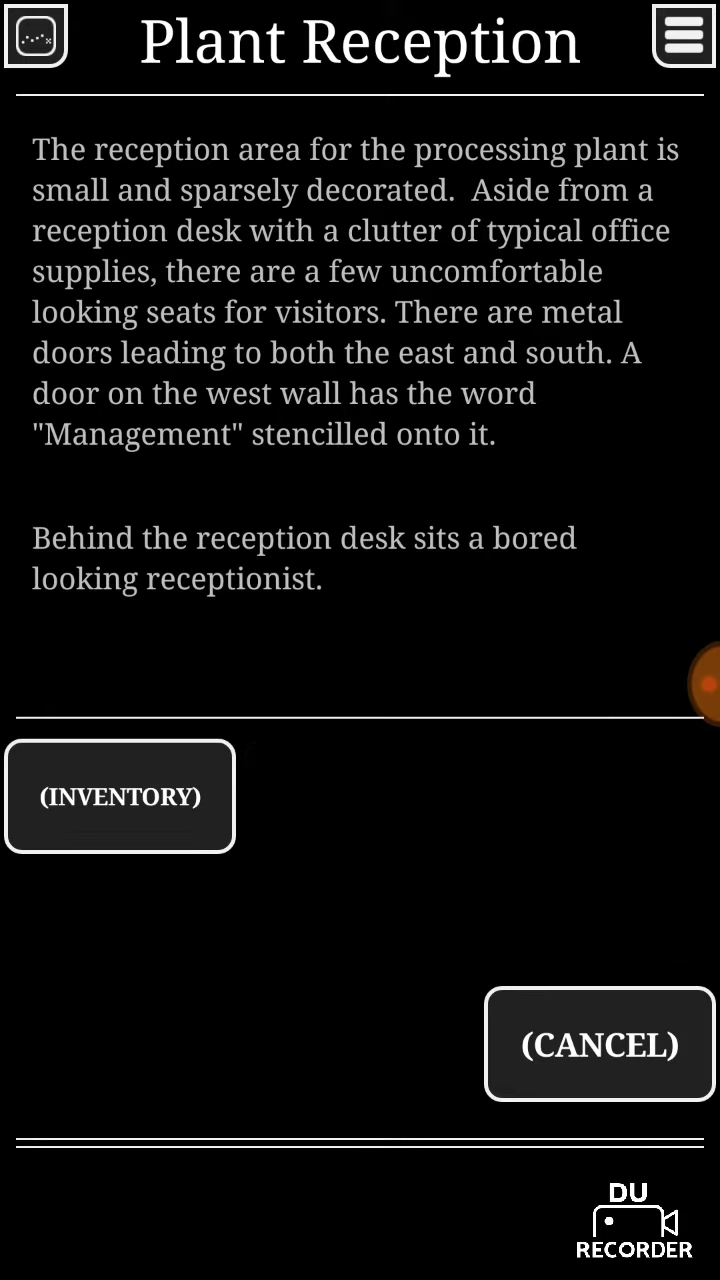 Plant Reception
The reception area for the processing plant is
small and sparsely decorated.  Aside from a
reception desk with a clutter of typical office
supplies, there are a few uncomfortable
looking seats for visitors. There are metal
doors leading to both the east and south. A
door on the west wall has the word
"Management" stencilled onto it.
Behind the reception desk sits a bored
looking receptionist.
(INVENTORY)
(CANCEL)
DU
RECORDER